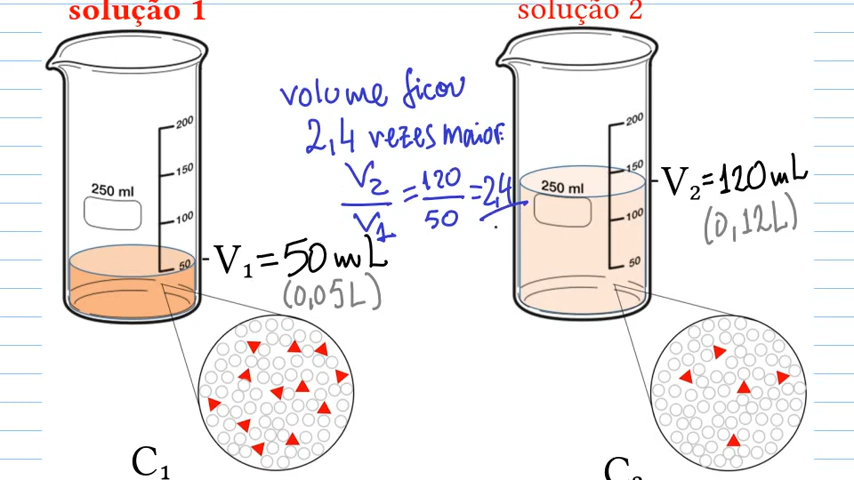 solução 1
solução 2
volume ficou
2,4 vezes maior.
V₂/V₁ = 120/50 = 2,4
200
150
100
50
250 ml
V₁ = 50 mL
(0,05L)
200
150
100
50
250 ml
V₂ = 120 mL
(0,12L)
C₁
C₂